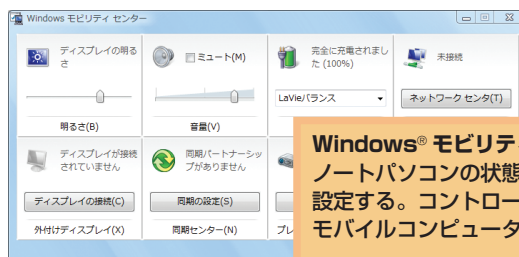 Windows モビリティ センター
ディスプレイの明る
さ
明るさ(B)
ミュート(M)
音量(V)
完全に充電されまし
た (100%)
LaVieバランス
未接続
ネットワーク センタ(T)
ディスプレイが接続
されていません
ディスプレイの接続(C)
外付けディスプレイ(X)
同期パートナーシッ
プがありません
同期の設定(S)
同期センター(N)
プレ
Windows® モビリテ
ノートパソコンの状態
設定する。コントロー
モバイルコンピュータ